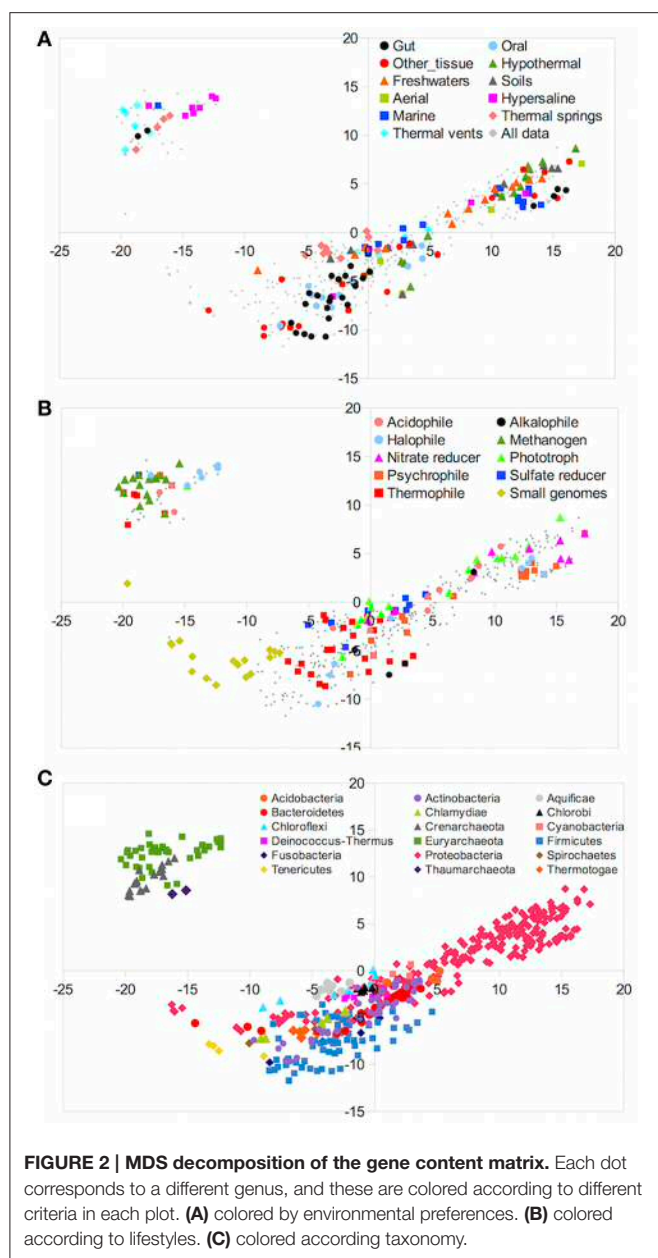 A
20
15
10
5
0
-5
-10
-15
-25 -20 -15 -10 -5 0 5 10 15 20
Gut Oral
Other_tissue Hypothermal
Freshwaters Soils
Aerial Hypersaline
Marine Thermal springs
Thermal vents All data
B
20
15
10
5
0
-5
-10
-15
-25 -20 -15 -10 -5 0 5 10 15 20
Acidophile Alkalophile
Halophile Methanogen
Nitrate reducer Phototroph
Psychrophile Sulfate reducer
Thermophile Small genomes
C
20
15
10
5
0
-5
-10
-15
-25 -20 -15 -10 -5 0 5 10 15 20
Acidobacteria Actinobacteria Aquificae
Bacteroidetes Chlamydiae Chlorobi
Chloroflexi Crenarchaeota Cyanobacteria
Deinococcus-Thermus Euryarchaeota Firmicutes
Fusobacteria Proteobacteria Spirochaetes
Tenericutes Thaumarchaeota Thermotogae
FIGURE 2 | MDS decomposition of the gene content matrix. Each dot
corresponds to a different genus, and these are colored according to different
criteria in each plot. (A) colored by environmental preferences. (B) colored
according to lifestyles. (C) colored according taxonomy.